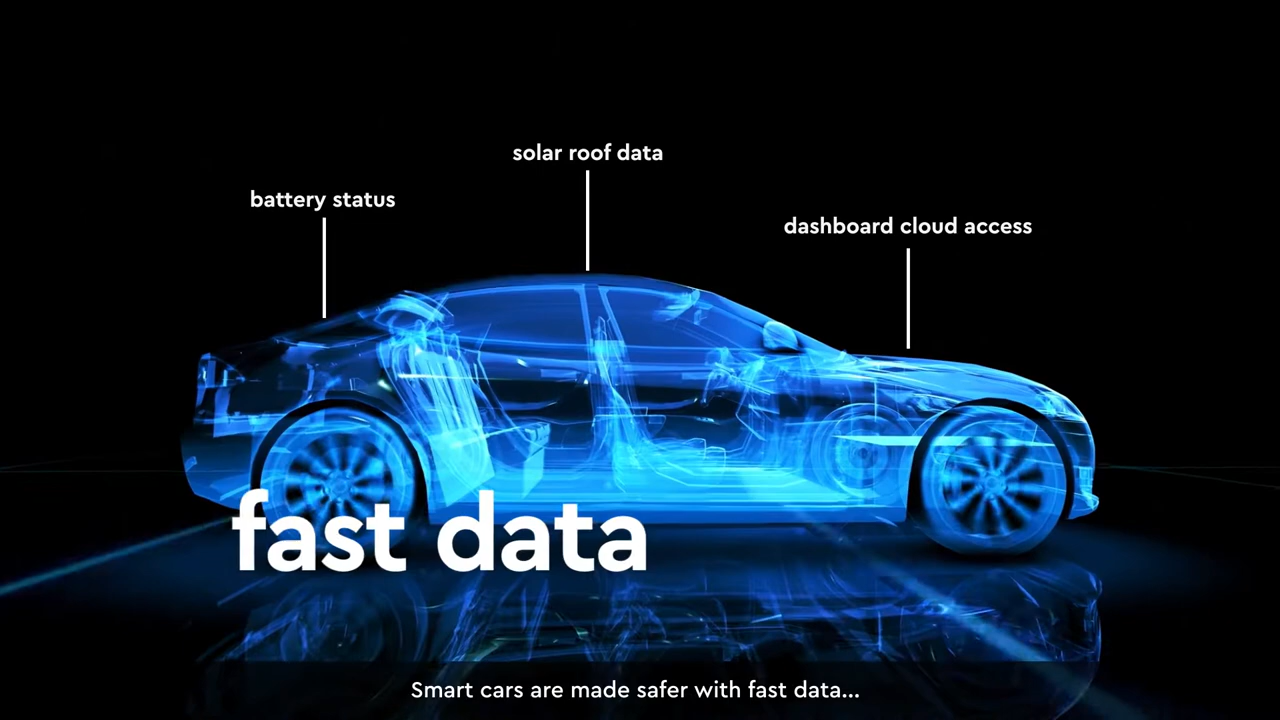 solar roof data
battery status
dashboard cloud access
fast data
Smart cars are made safer with fast data...